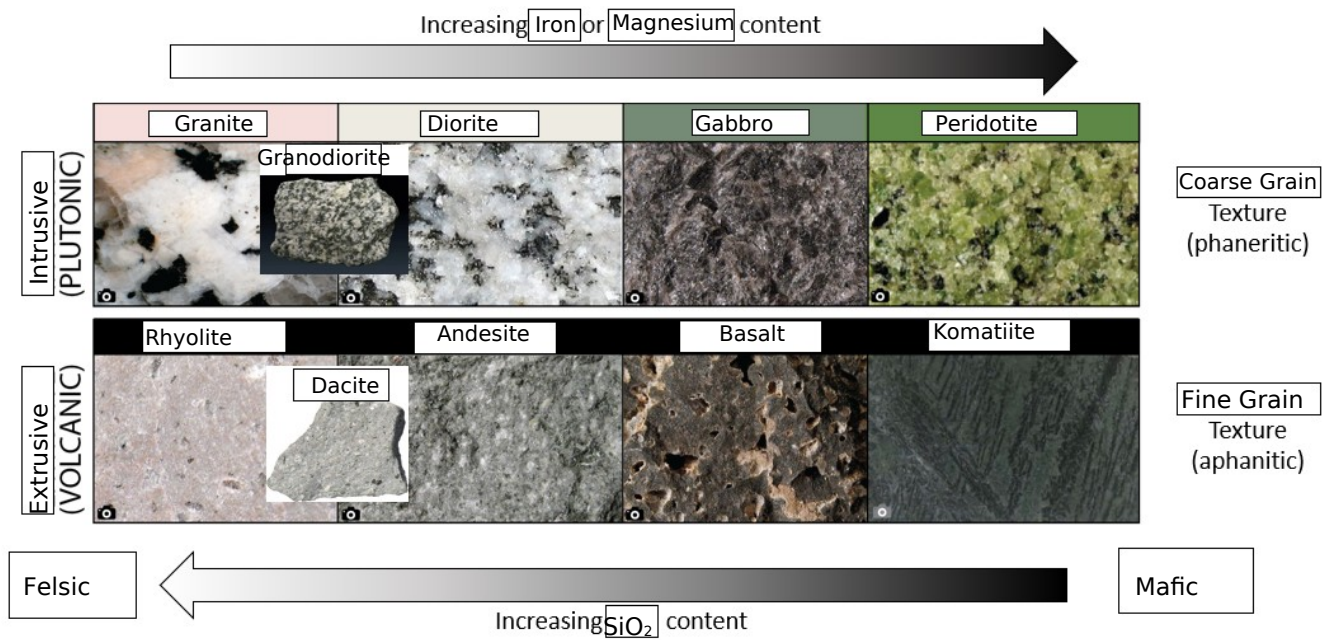 Increasing Iron or Magnesium content
Granite
Diorite
Gabbro
Peridotite
Granodiorite
Intrusive
(PLUTONIC)
Coarse Grain
Texture
(phaneritic)
Rhyolite
Andesite
Basalt
Komatiite
Dacite
Extrusive
(VOLCANIC)
Fine Grain
Texture
(aphanitic)
Felsic
Mafic
Increasing SiO₂ content